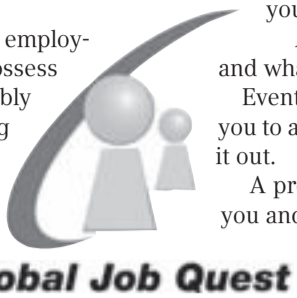 employ-
ossess
bly
g
you
and wha
Event
you to a
it out.
A pr
you and
obal Job Quest